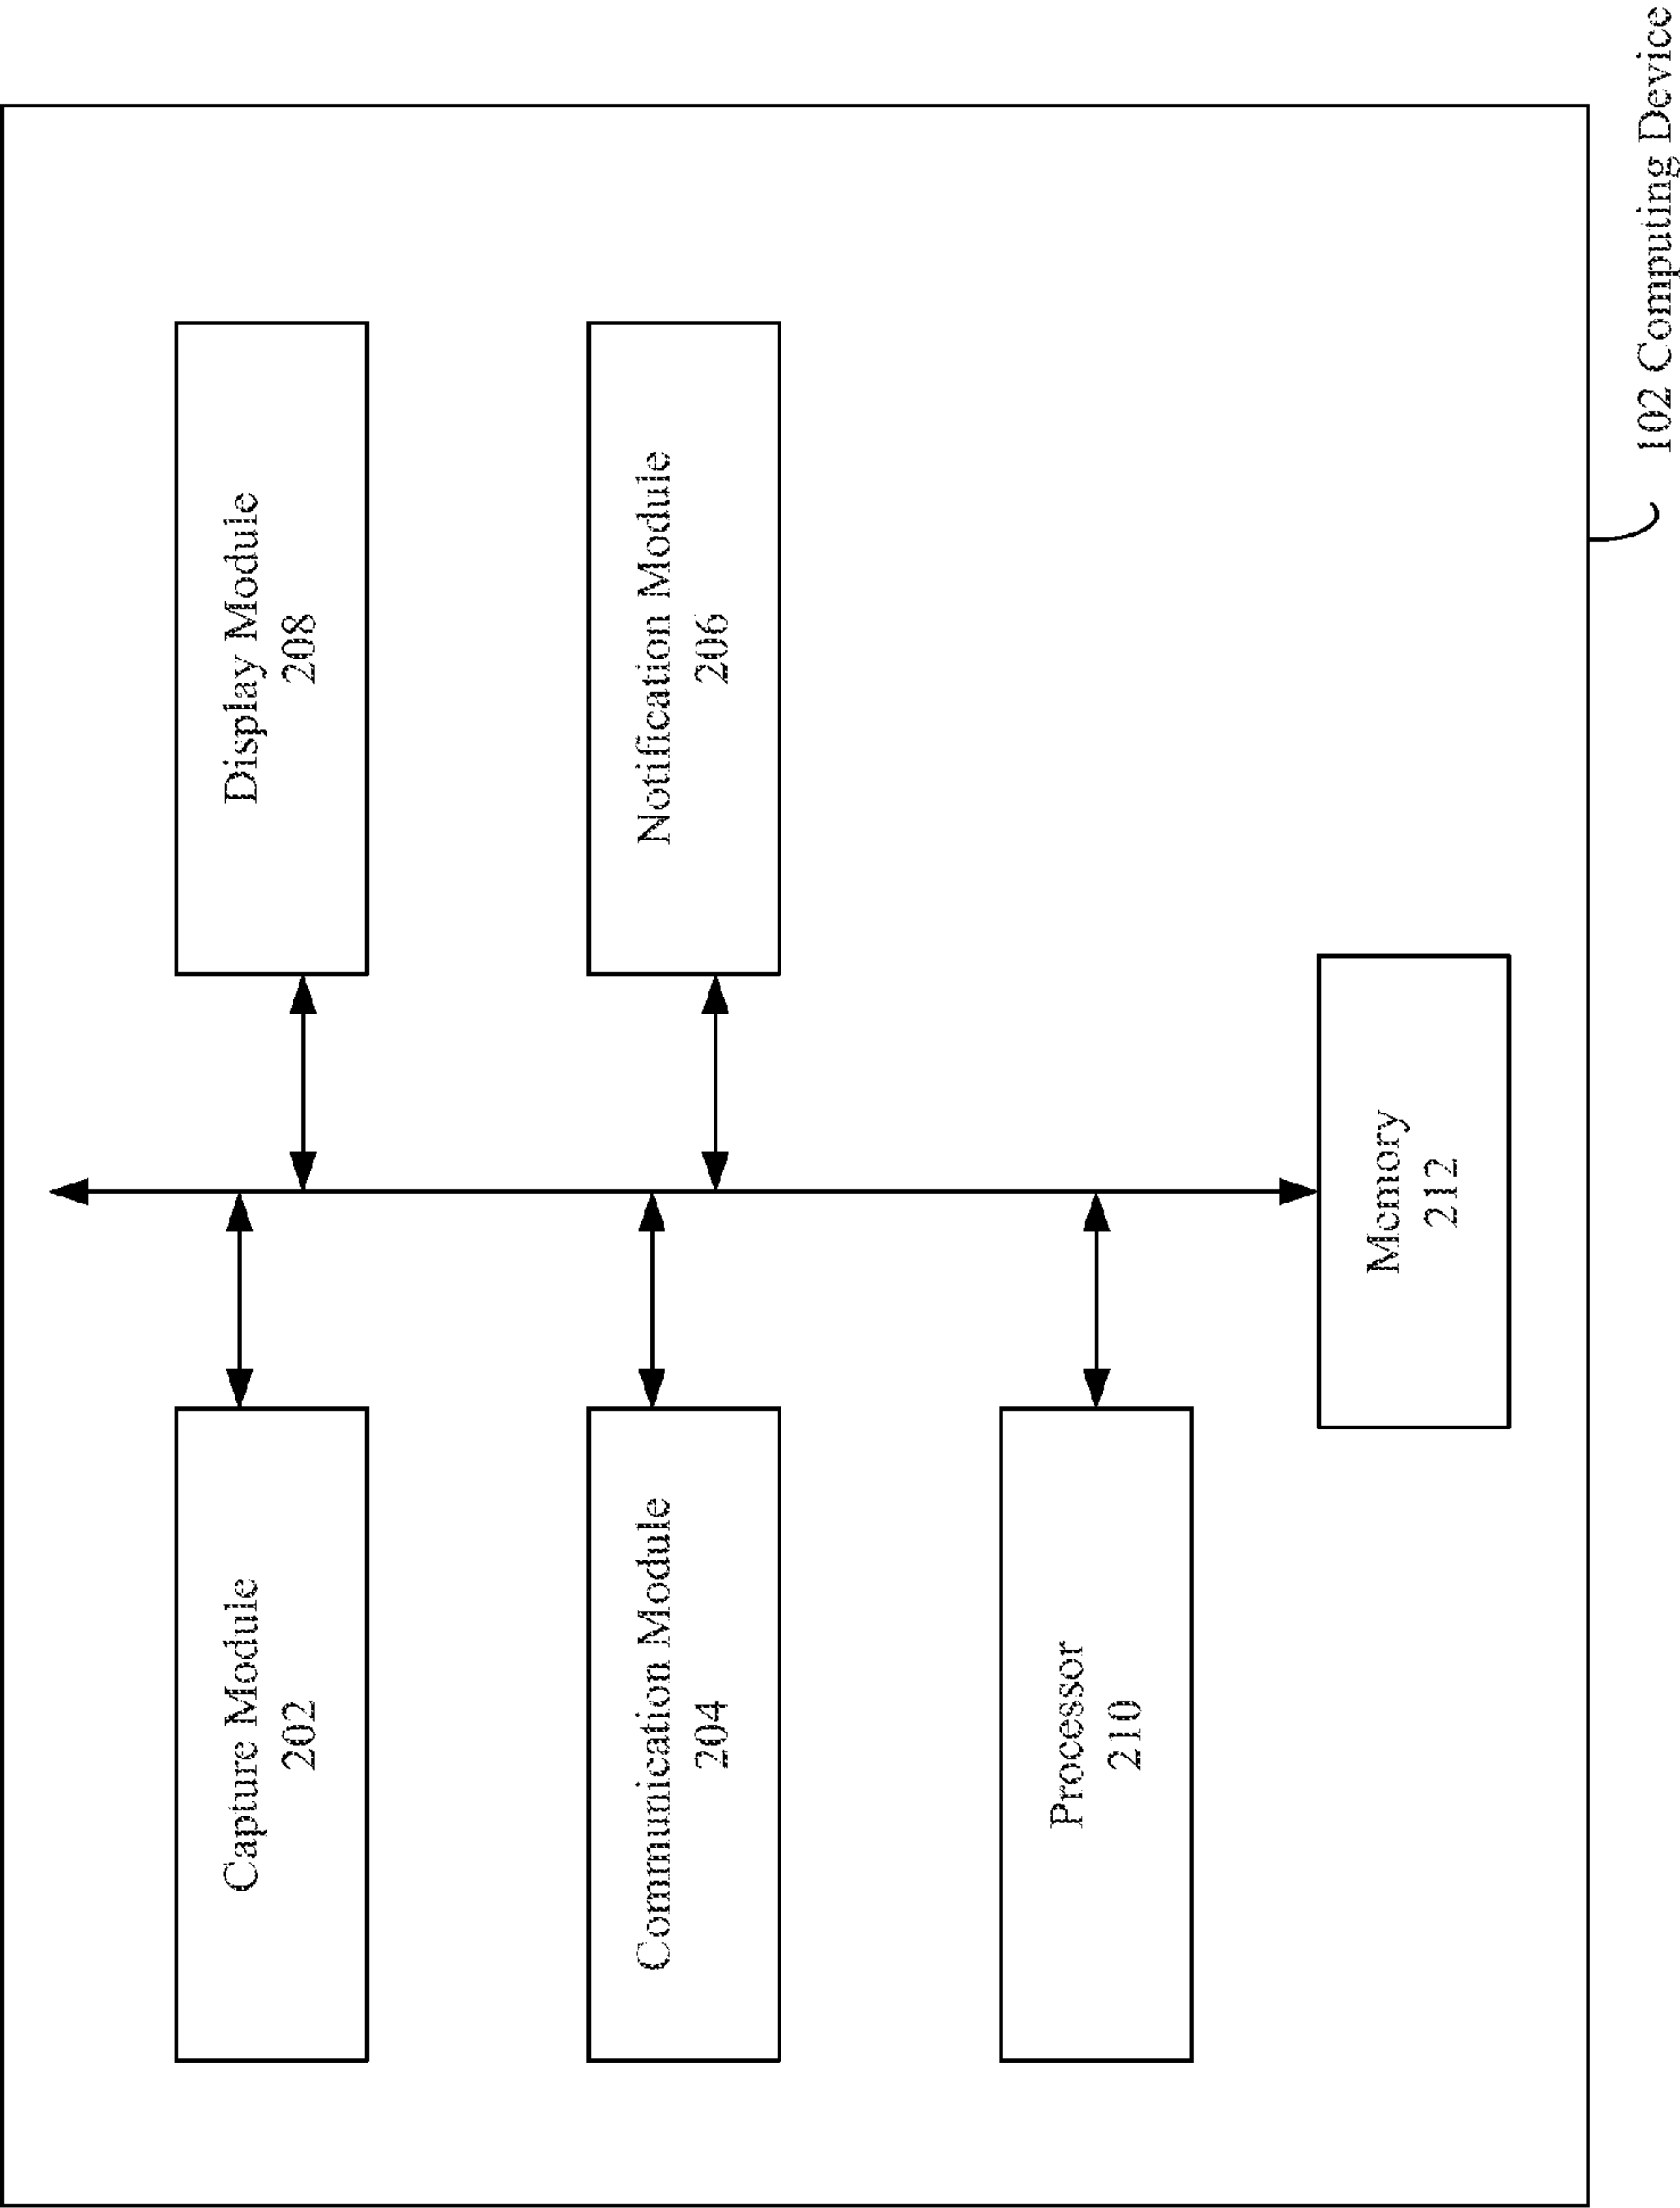 Capture Module
202
Display Module
208
Communication Module
204
Notification Module
206
Processor
210
Memory
212
102 Computing Device